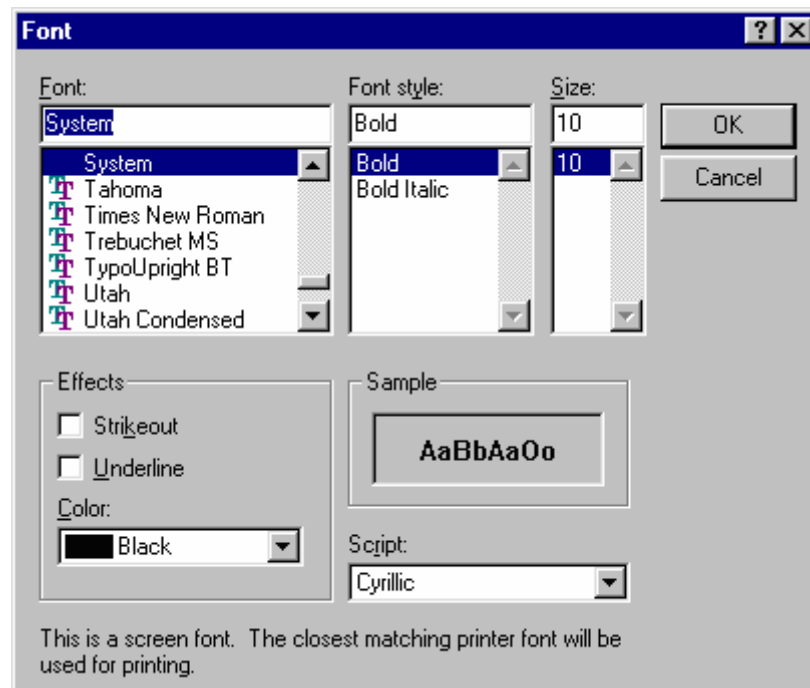 Font
Font:
System
System
Tahoma
Times New Roman
Trebuchet MS
TypoUpright BT
Utah
Utah Condensed
Font style:
Bold
Bold
Bold Italic
Size:
10
10
OK
Cancel
Effects
Strikeout
Underline
Color:
Black
Sample
AaBbAaOo
Script:
Cyrillic
This is a screen font.  The closest matching printer font will be
used for printing.